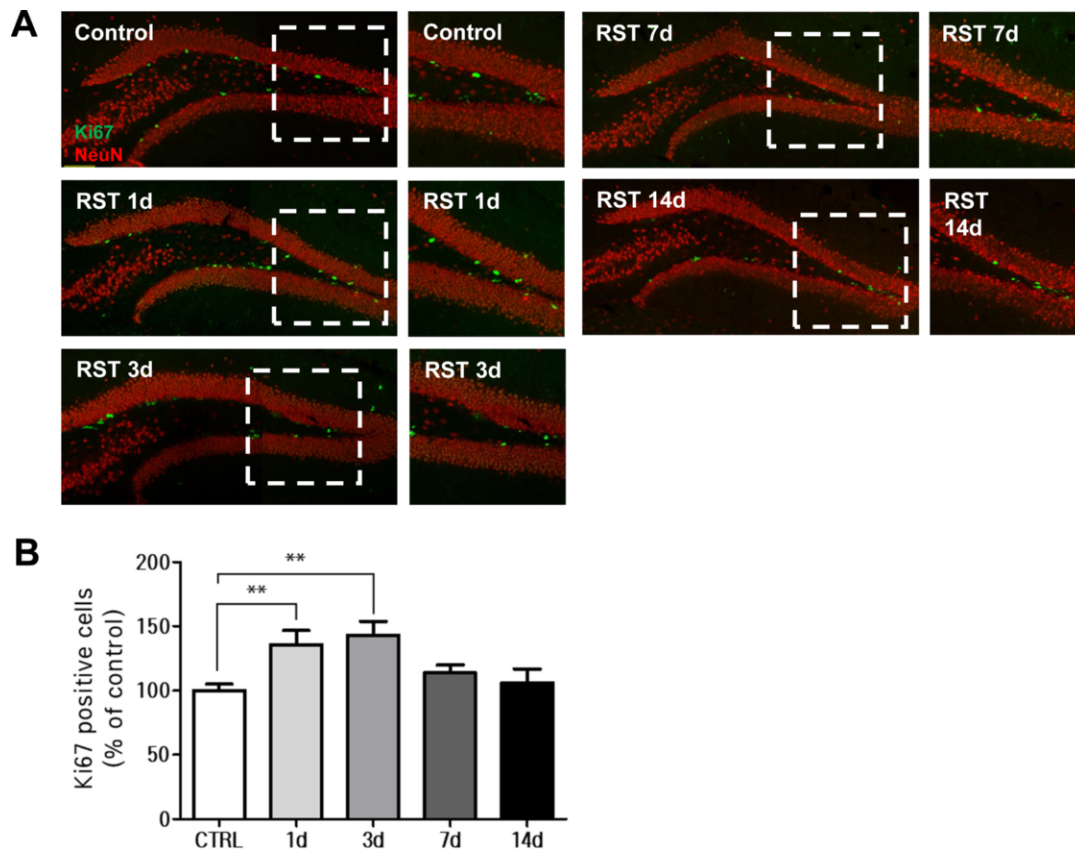 A
Control
Ki67
NeuN
Control
RST 7d
RST 7d
RST 1d
RST 1d
RST 14d
RST
14d
RST 3d
RST 3d
B
Ki67 positive cells
(% of control)
200
150
100
50
0
**
**
CTRL 1d 3d 7d 14d